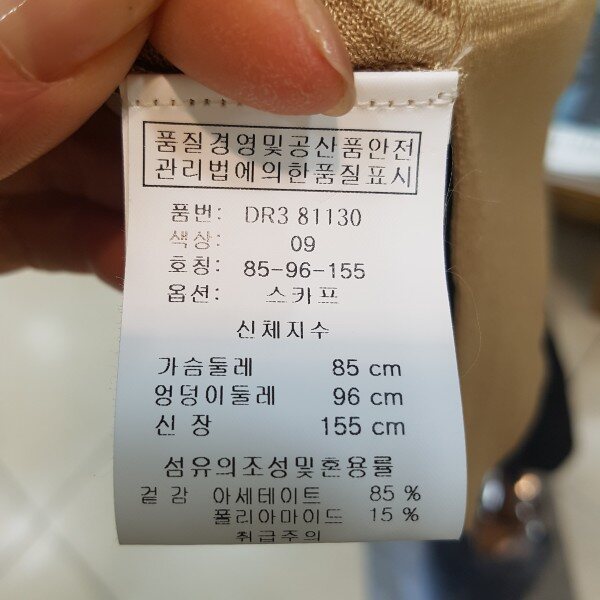 품질경영및공산품안전
관리법에의한품질표시
품번: DR3 81130
색상: 09
호칭: 85-96-155
옵션: 스카프
신체지수
가슴둘레 85 cm
엉덩이둘레 96 cm
신 장 155 cm
섬유의조성및혼용률
겉 감 아세테이트 85 %
폴리아마이드 15 %
취급주의